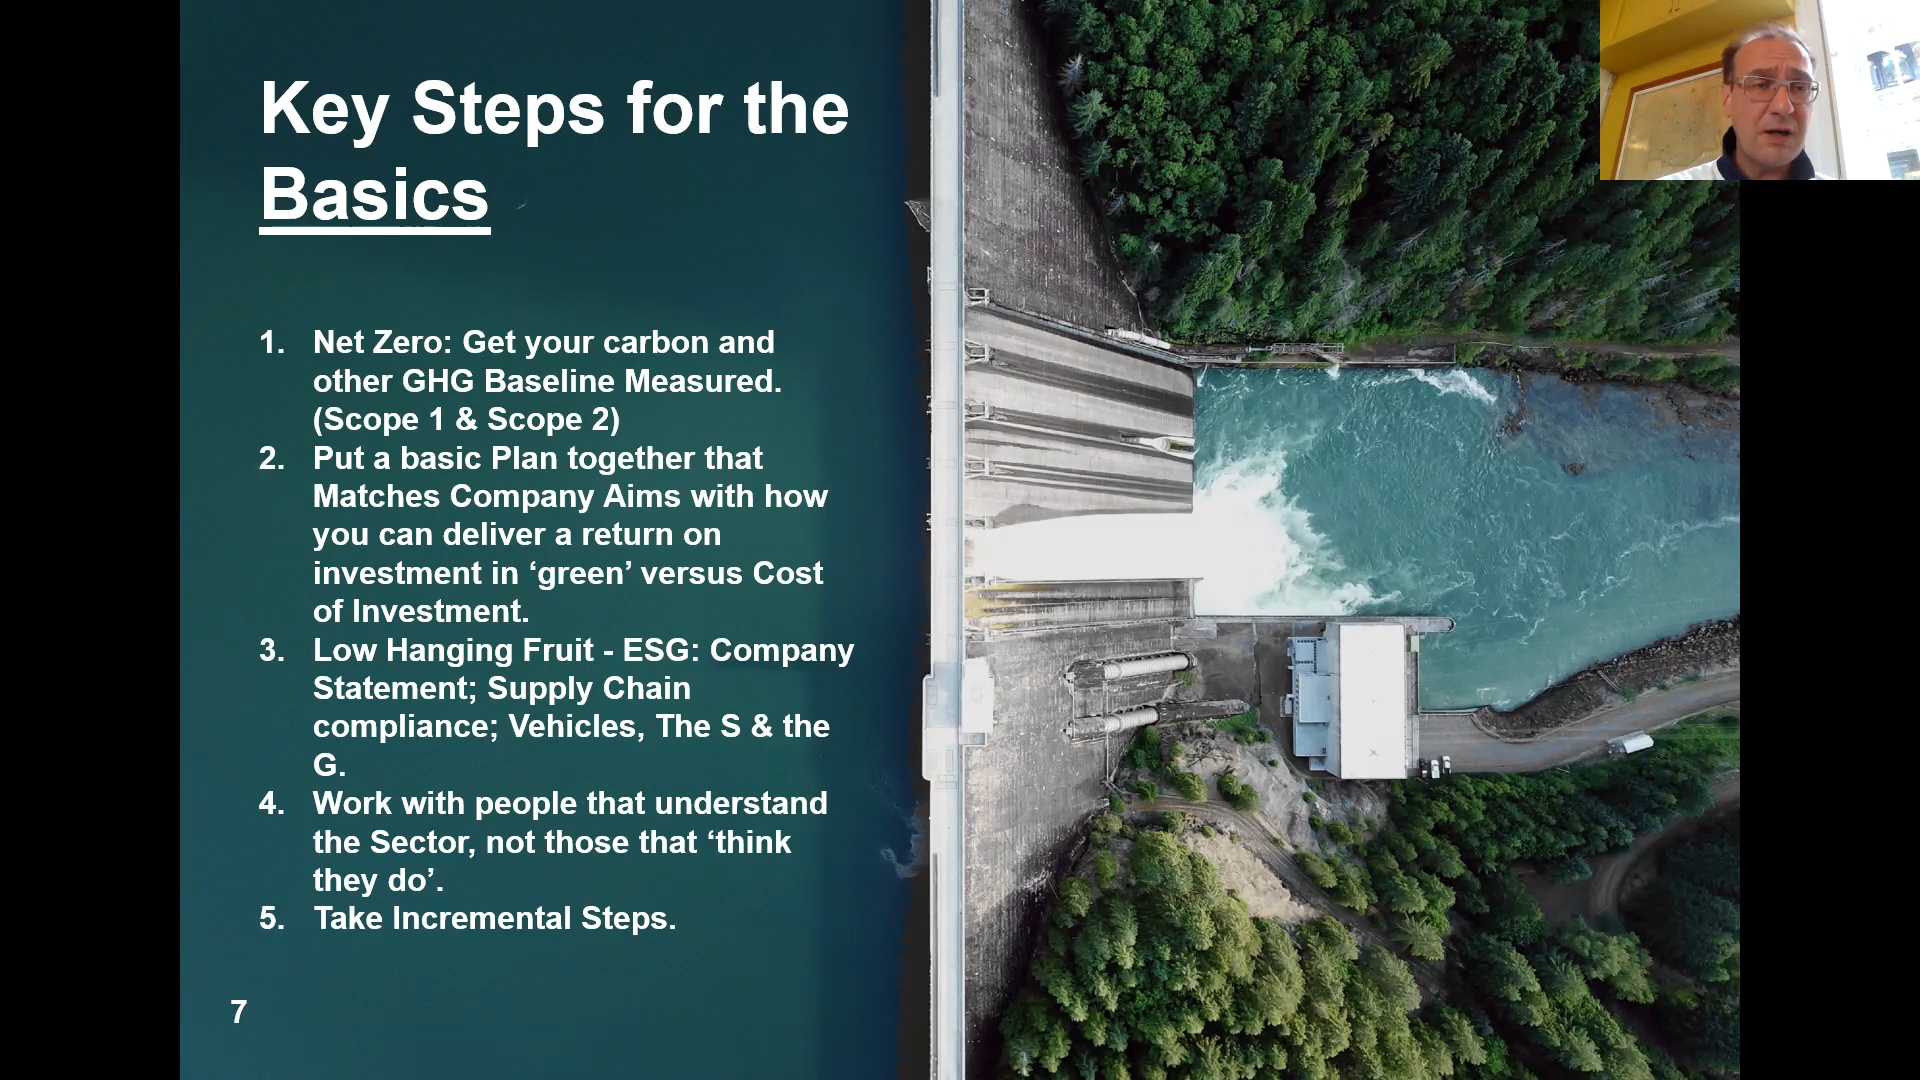 Key Steps for the
Basics
1. Net Zero: Get your carbon and
other GHG Baseline Measured.
(Scope 1 & Scope 2)
2. Put a basic Plan together that
Matches Company Aims with how
you can deliver a return on
investment in ‘green’ versus Cost
of Investment.
3. Low Hanging Fruit - ESG: Company
Statement; Supply Chain
compliance; Vehicles, The S & the
G.
4. Work with people that understand
the Sector, not those that ‘think
they do’.
5. Take Incremental Steps.
7